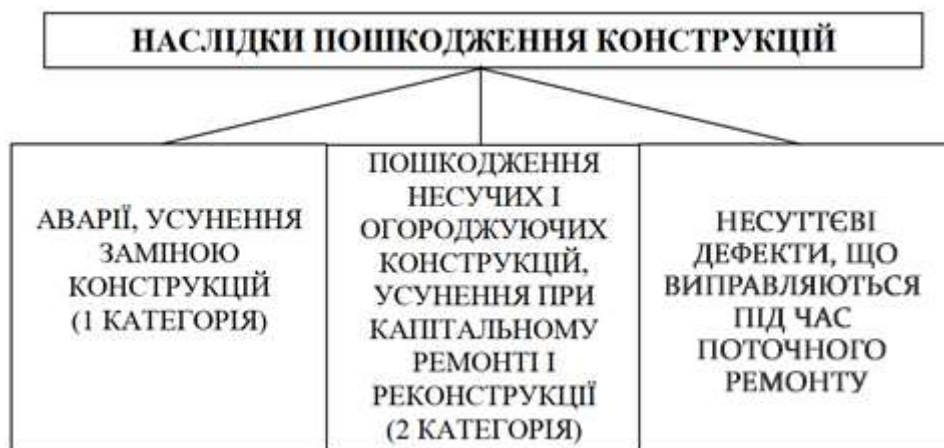 НАСЛІДКИ ПОШКОДЖЕННЯ КОНСТРУКЦІЙ
АВАРІЇ, УСУНЕННЯ
ЗАМІНОЮ
КОНСТРУКЦІЙ
(1 КАТЕГОРІЯ)
ПОШКОДЖЕННЯ
НЕСУЧИХ І
ОГОРОДЖУЮЧИХ
КОНСТРУКЦІЙ,
УСУНЕННЯ ПРИ
КАПІТАЛЬНОМУ
РЕМОНТІ І
РЕКОНСТРУКЦІЇ
(2 КАТЕГОРІЯ)
НЕСУТТЄВІ
ДЕФЕКТИ, ЩО
ВИПРАВЛЯЮТЬСЯ
ПІД ЧАС
ПОТОЧНОГО
РЕМОНТУ